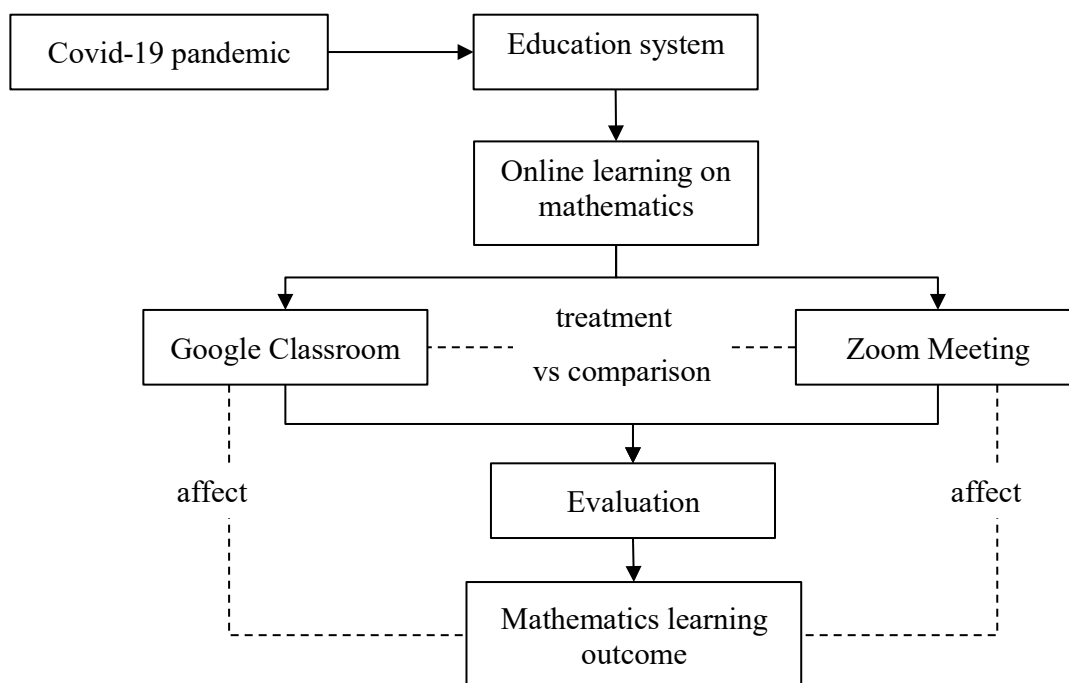 Covid-19 pandemic
Education system
Online learning on
mathematics
Google Classroom
treatment
vs comparison
Zoom Meeting
affect
Evaluation
affect
Mathematics learning
outcome